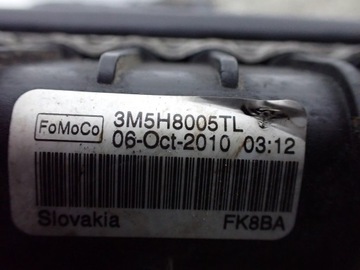 FoMoCo 3M5H8005TL
06-Oct-2010 03:12
Slovakia FK8BA